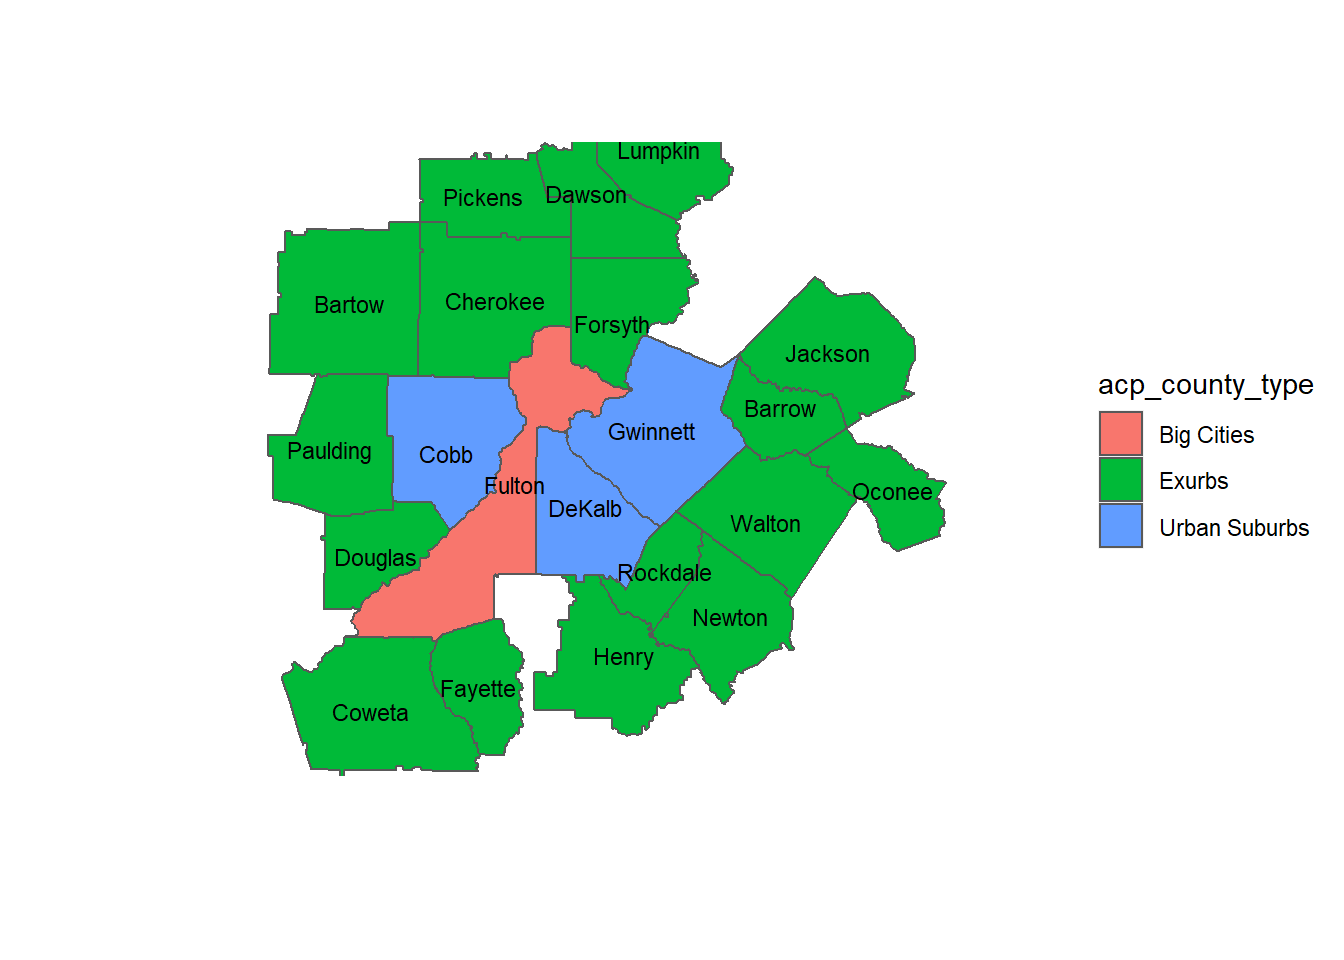 Lumpkin
Pickens
Dawson
Bartow
Cherokee
Forsyth
Jackson
Barrow
Gwinnett
Paulding
Cobb
Fulton
Oconee
DeKalb
Walton
Douglas
Rockdale
Newton
Henry
Fayette
Coweta
acp_county_type
Big Cities
Exurbs
Urban Suburbs